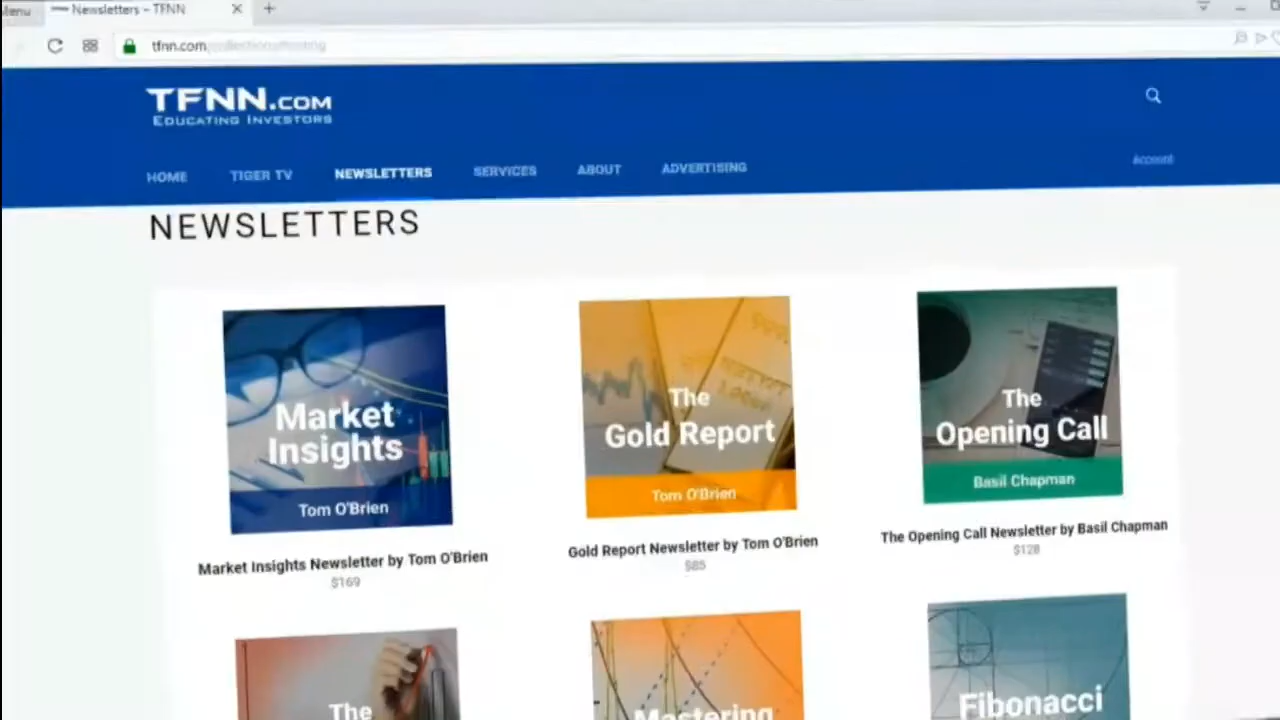 Menu
Newsletters – TFNN
tfnn.com
TFNN.COM
EDUCATING INVESTORS
HOME TIGER TV NEWSLETTERS SERVICES ABOUT ADVERTISING
Account
NEWSLETTERS
Market
Insights
Tom O'Brien
Market Insights Newsletter by Tom O'Brien
$169
The
Gold Report
Tom O'Brien
Gold Report Newsletter by Tom O'Brien
$85
The
Opening Call
Basil Chapman
The Opening Call Newsletter by Basil Chapman
$128
The
Mastering
Fibonacci